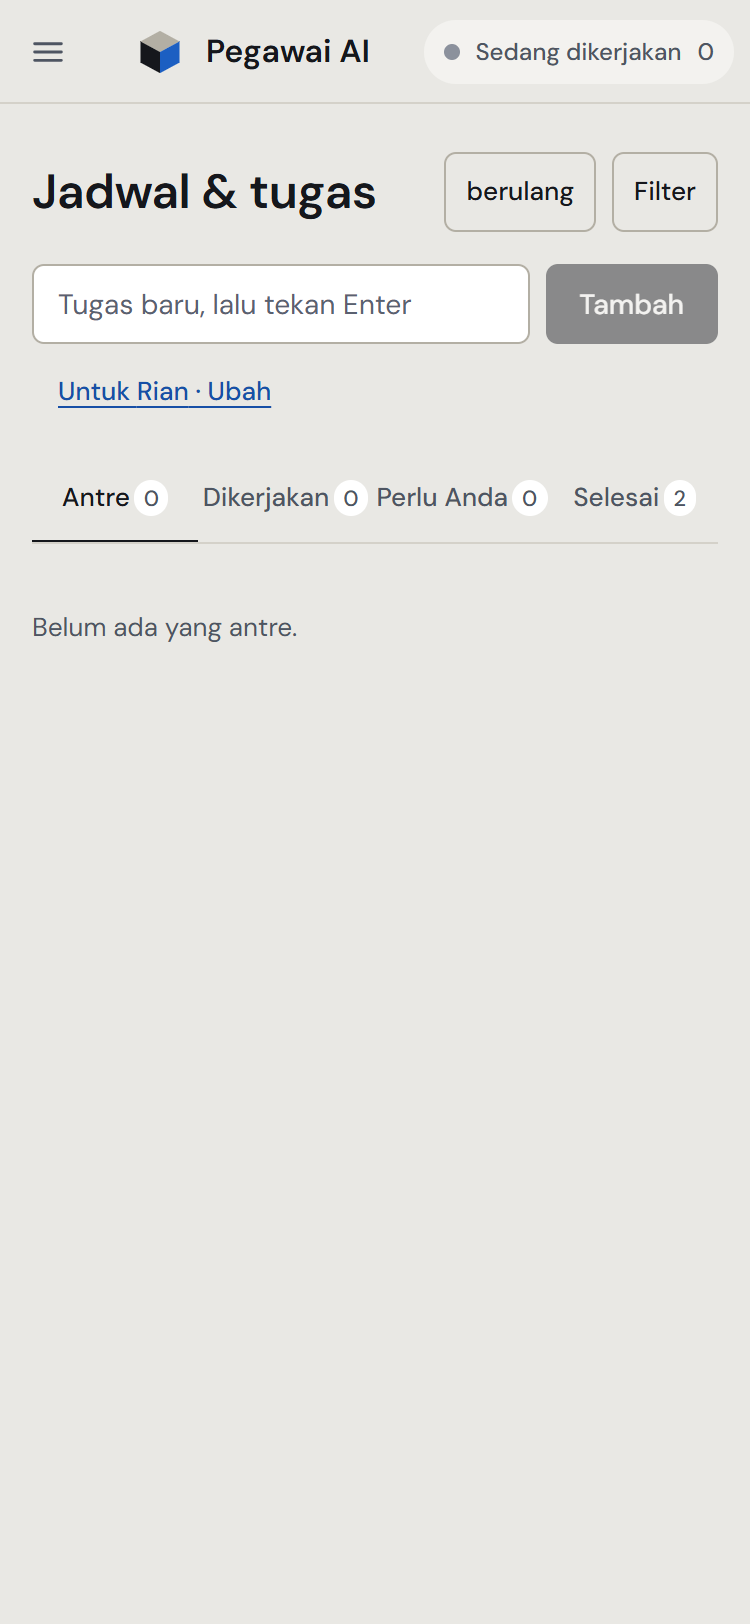 Pegawai AI
Sedang dikerjakan 0
Jadwal & tugas
berulang
Filter
Tugas baru, lalu tekan Enter
Tambah
Untuk Rian · Ubah
Antre 0
Dikerjakan 0
Perlu Anda 0
Selesai 2
Belum ada yang antre.